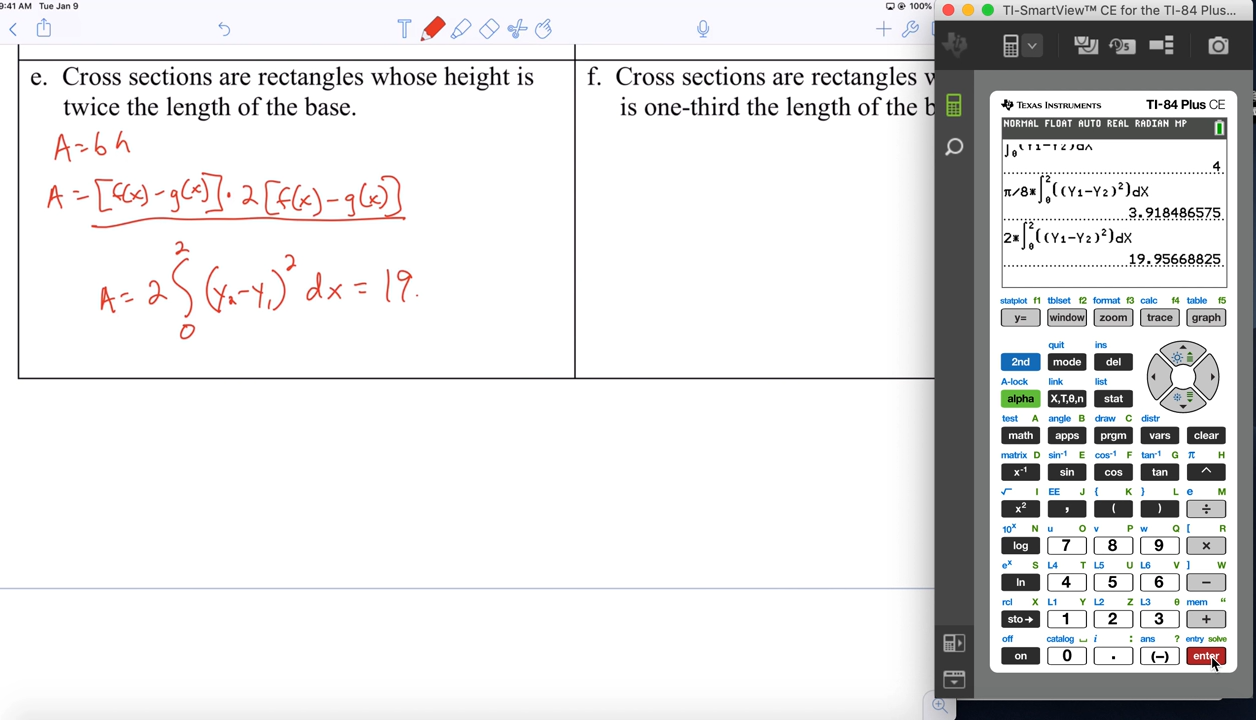 9:41 AM Tue Jan 9
100%
e. Cross sections are rectangles whose height is
twice the length of the base.
A = bh
A = [f(x) - g(x)] · 2 [f(x) - g(x)]
A = 2 ∫₀² (y₂ - y₁)² dx = 19.
f. Cross sections are rectangles w
is one-third the length of the b
TI-SmartView™ CE for the TI-84 Plus...
TEXAS INSTRUMENTS TI-84 Plus CE
NORMAL FLOAT AUTO REAL RADIAN MP
∫₀²(Y₁-Y₂)dX
4
π/8*∫₀²((Y₁-Y₂)²)dX
3.918486575
2*∫₀²((Y₁-Y₂)²)dX
19.95668825
statplot f1 tblset f2 format f3 calc f4 table f5
y= window zoom trace graph
quit ins
2nd mode del
A-lock link list
alpha X,T,θ,n stat
test A angle B draw C distr
math apps prgm vars clear
matrix D sin⁻¹ E cos⁻¹ F tan⁻¹ G π H
x⁻¹ sin cos tan ^
√ I EE J { K } L e M
x² , ( ) ÷
10ˣ N u O v P w Q [ R
log 7 8 9 ×
eˣ S L4 T L5 U L6 V ] W
ln 4 5 6 −
rcl X L1 Y L2 Z L3 θ mem "
sto→ 1 2 3 +
off catalog ⎵ i : ans ? entry solve
on 0 . (−) enter